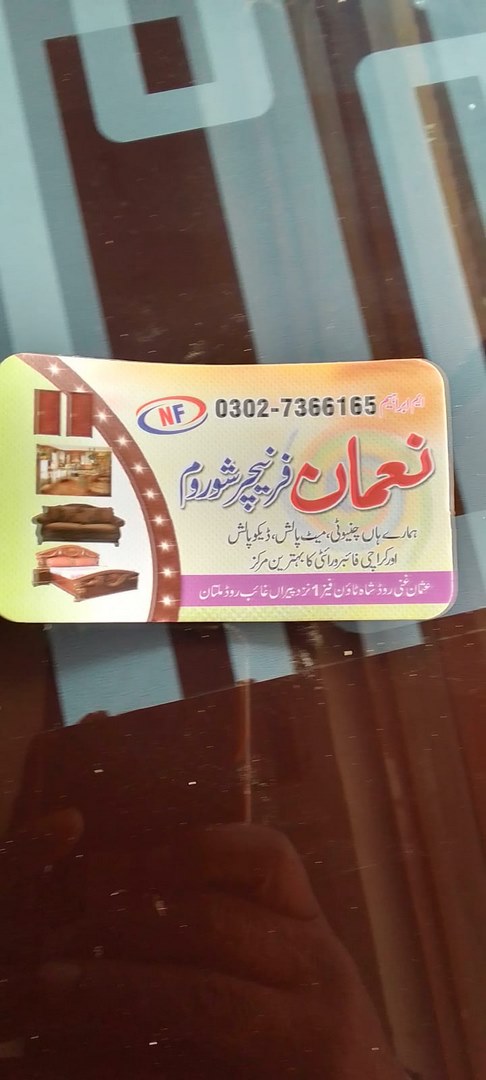 NF 0302-7366165 ایم ابراہیم
نعمان فرنیچر شوروم
ہمارے ہاں چنیوٹی، میٹ پالش، ڈیکو پالش
اور کراچی فائبر ورائٹی کا بہترین مرکز
عثمان غنی روڈ شاہ ٹاؤن فیز 1 نزد پیراں غائب روڈ ملتان